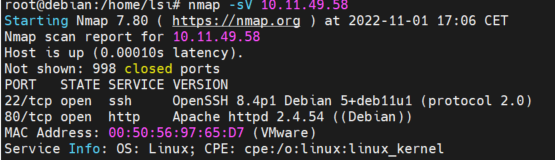 root@debian:/home/lsi# nmap -sV 10.11.49.58
Starting Nmap 7.80 ( https://nmap.org ) at 2022-11-01 17:06 CET
Nmap scan report for 10.11.49.58
Host is up (0.00010s latency).
Not shown: 998 closed ports
PORT   STATE SERVICE VERSION
22/tcp open  ssh     OpenSSH 8.4p1 Debian 5+deb11u1 (protocol 2.0)
80/tcp open  http    Apache httpd 2.4.54 ((Debian))
MAC Address: 00:50:56:97:65:D7 (VMware)
Service Info: OS: Linux; CPE: cpe:/o:linux:linux_kernel